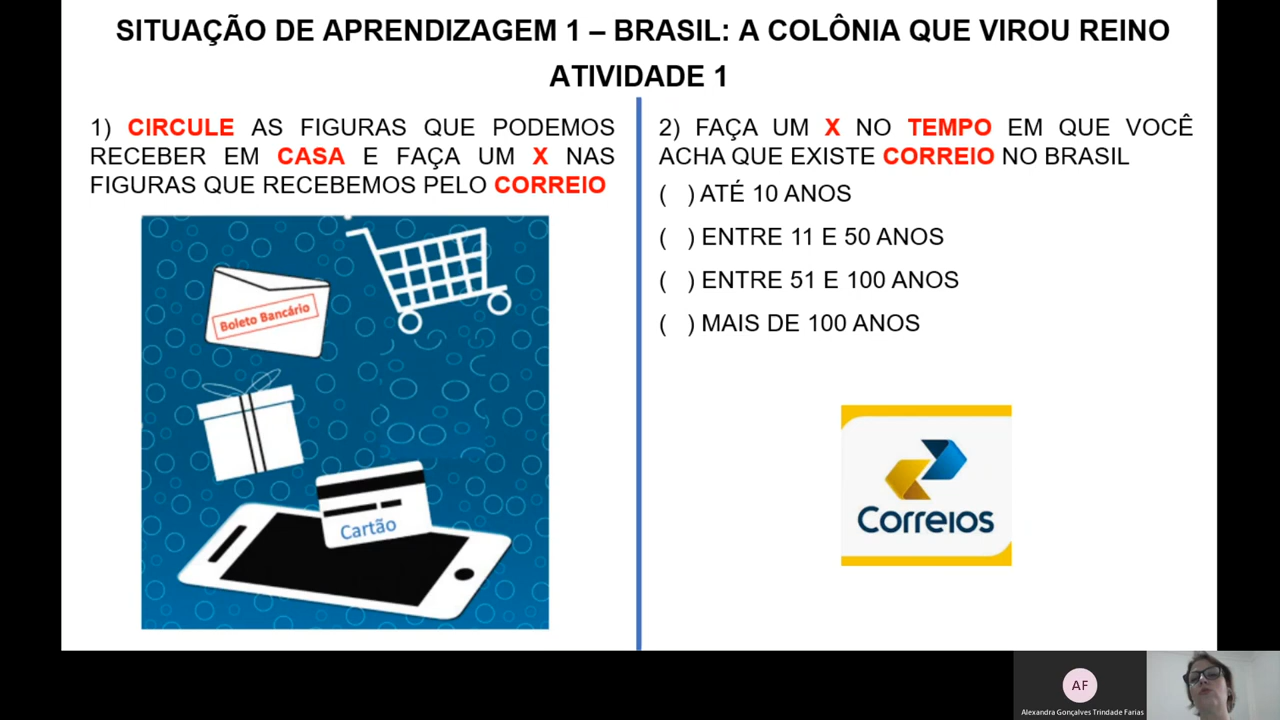 SITUAÇÃO DE APRENDIZAGEM 1 – BRASIL: A COLÔNIA QUE VIROU REINO
ATIVIDADE 1
1) CIRCULE AS FIGURAS QUE PODEMOS
RECEBER EM CASA E FAÇA UM X NAS
FIGURAS QUE RECEBEMOS PELO CORREIO
Boleto Bancário
Cartão
2) FAÇA UM X NO TEMPO EM QUE VOCÊ
ACHA QUE EXISTE CORREIO NO BRASIL
( ) ATÉ 10 ANOS
( ) ENTRE 11 E 50 ANOS
( ) ENTRE 51 E 100 ANOS
( ) MAIS DE 100 ANOS
Correios
AF
Alexandra Gonçalves Trindade Farias